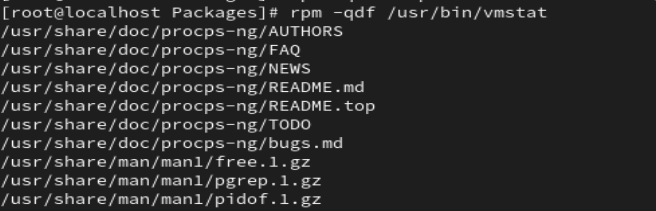 [root@localhost Packages]# rpm -qdf /usr/bin/vmstat
/usr/share/doc/procps-ng/AUTHORS
/usr/share/doc/procps-ng/FAQ
/usr/share/doc/procps-ng/NEWS
/usr/share/doc/procps-ng/README.md
/usr/share/doc/procps-ng/README.top
/usr/share/doc/procps-ng/TODO
/usr/share/doc/procps-ng/bugs.md
/usr/share/man/man1/free.1.gz
/usr/share/man/man1/pgrep.1.gz
/usr/share/man/man1/pidof.1.gz